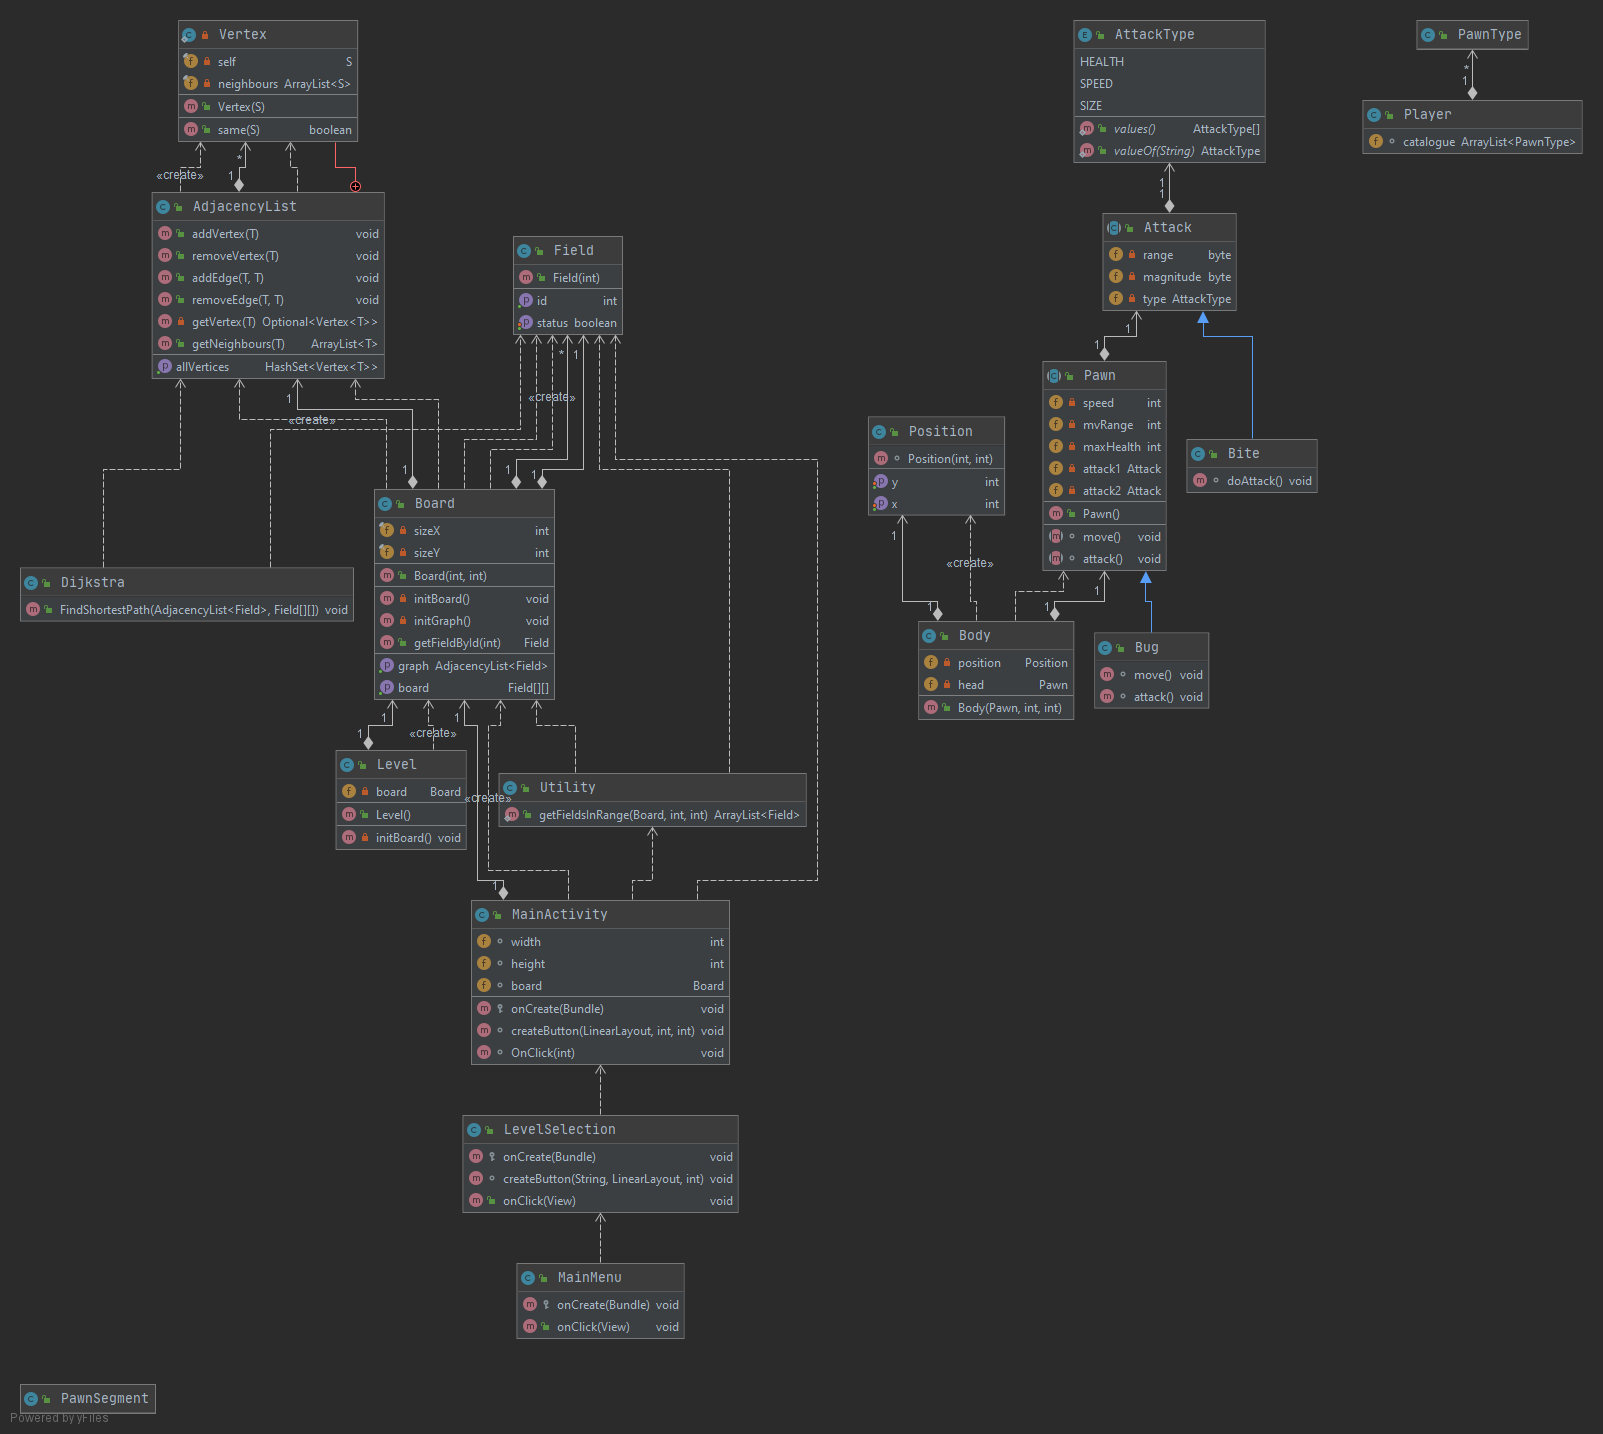 Vertex
self S
neighbours ArrayList<S>
Vertex(S)
same(S) boolean
«create»
*
1
AdjacencyList
addVertex(T) void
removeVertex(T) void
addEdge(T, T) void
removeEdge(T, T) void
getVertex(T) Optional<Vertex<T>>
getNeighbours(T) ArrayList<T>
allVertices HashSet<Vertex<T>>
Field
Field(int)
id int
status boolean
*
1
«create»
1
«create»
1
1
1
Board
sizeX int
sizeY int
Board(int, int)
initBoard() void
initGraph() void
getFieldById(int) Field
graph AdjacencyList<Field>
board Field[][]
Dijkstra
FindShortestPath(AdjacencyList<Field>, Field[][]) void
1
1
1
«create»
Level
board Board
Level()
initBoard() void
«create»
Utility
getFieldsInRange(Board, int, int) ArrayList<Field>
1
MainActivity
width int
height int
board Board
onCreate(Bundle) void
createButton(LinearLayout, int, int) void
OnClick(int) void
LevelSelection
onCreate(Bundle) void
createButton(String, LinearLayout, int) void
onClick(View) void
MainMenu
onCreate(Bundle) void
onClick(View) void
PawnSegment
Powered by yFiles
AttackType
HEALTH
SPEED
SIZE
values() AttackType[]
valueOf(String) AttackType
1
1
Attack
range byte
magnitude byte
type AttackType
1
1
Pawn
speed int
mvRange int
maxHealth int
attack1 Attack
attack2 Attack
Pawn()
move() void
attack() void
Bite
doAttack() void
Position
Position(int, int)
y int
x int
1
«create»
1
1
1
Body
position Position
head Pawn
Body(Pawn, int, int)
Bug
move() void
attack() void
PawnType
*
1
Player
catalogue ArrayList<PawnType>